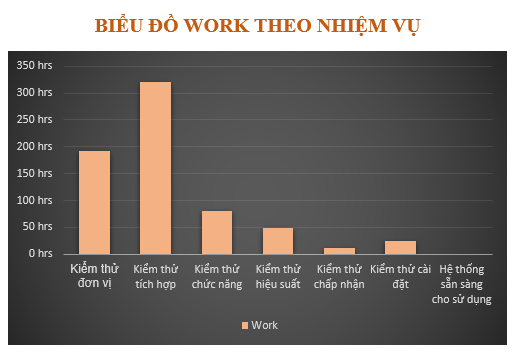 BIỂU ĐỒ WORK THEO NHIỆM VỤ
350 hrs
300 hrs
250 hrs
200 hrs
150 hrs
100 hrs
50 hrs
0 hrs
Kiểm thử
đơn vị
Kiểm thử
tích hợp
Kiểm thử
chức năng
Kiểm thử
hiệu suất
Kiểm thử
chấp nhận
Kiểm thử cài
đặt
Hệ thống
sẵn sàng
cho sử dụng
Work